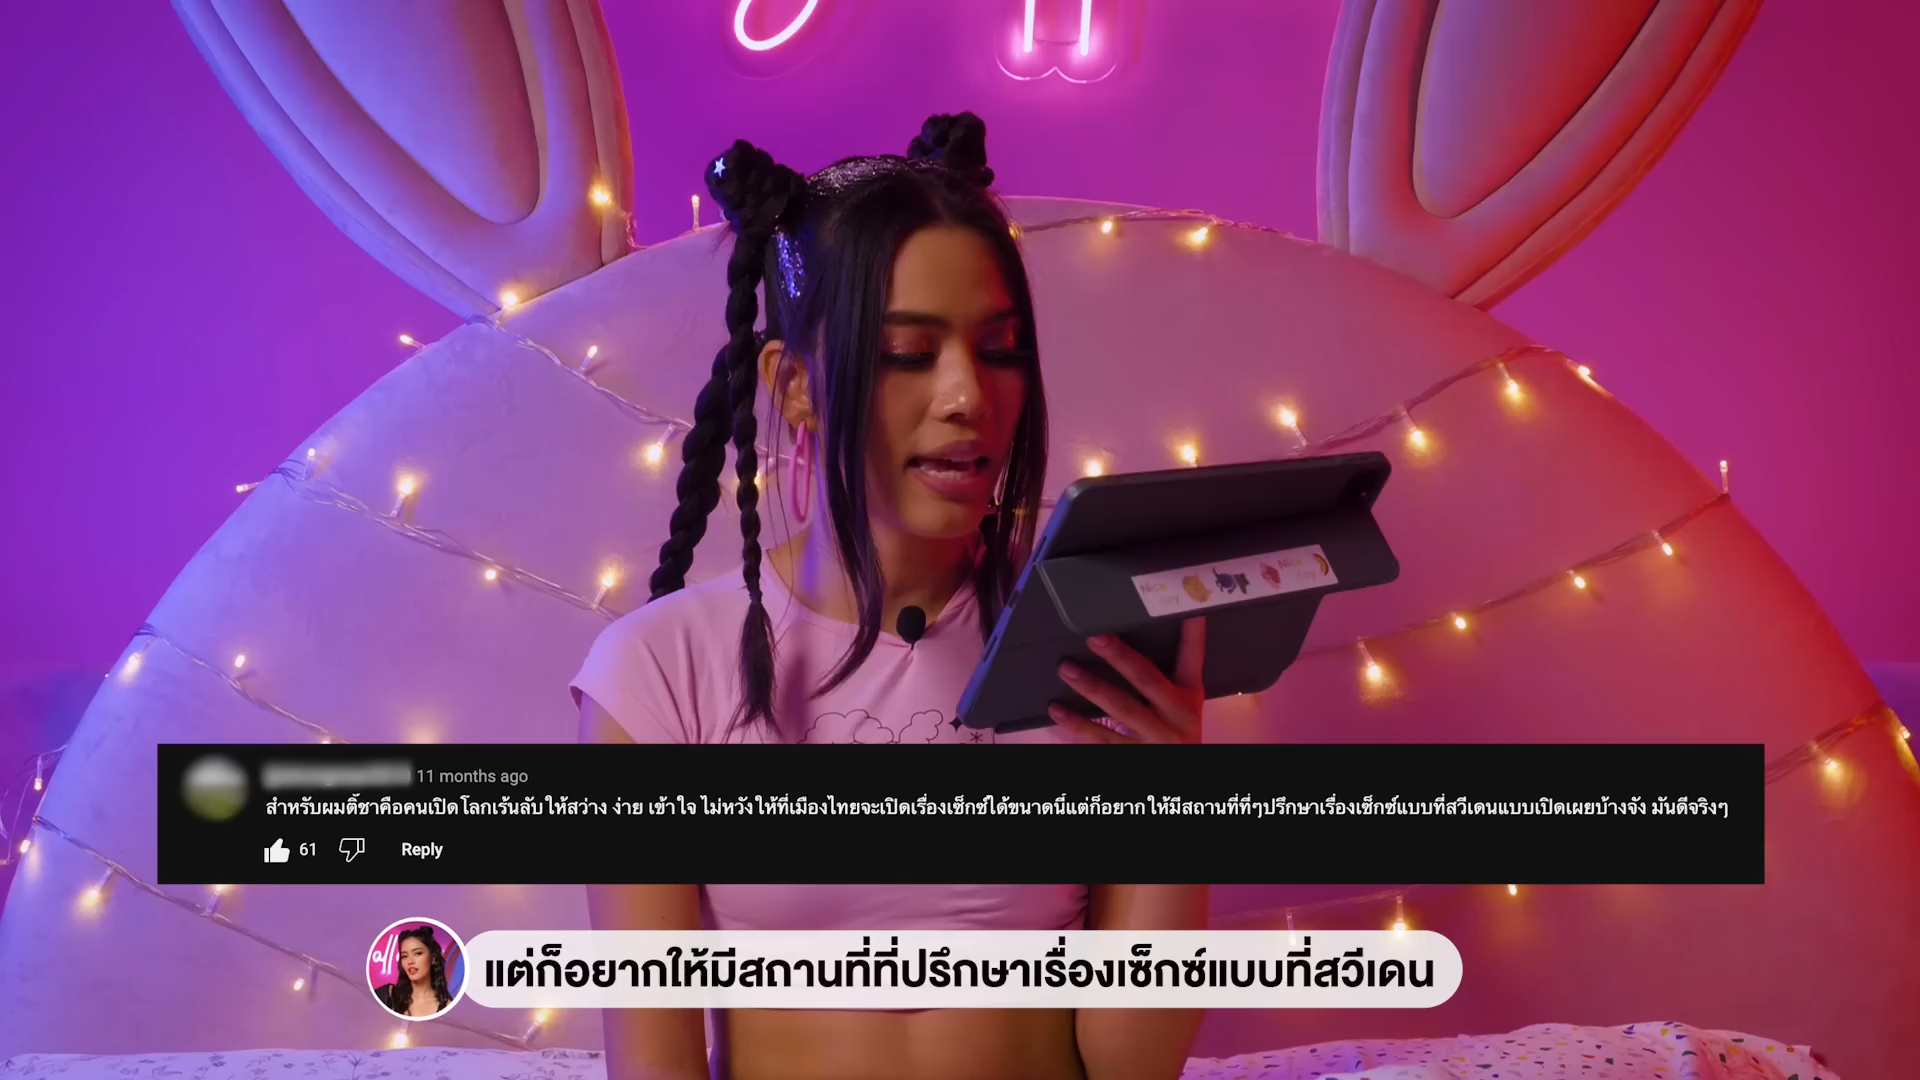 Nice
day
Nice
11 months ago
สำหรับผมติ๊ชาคือคนเปิดโลกเร้นลับให้สว่าง ง่าย เข้าใจ ไม่หวังให้ที่เมืองไทยจะเปิดเรื่องเซ็กซ์ได้ขนาดนี้แต่ก็อยากให้มีสถานที่ที่ๆปรึกษาเรื่องเซ็กซ์แบบที่สวีเดนแบบเปิดเผยบ้างจัง มันดีจริงๆ
61 Reply
แต่ก็อยากให้มีสถานที่ที่ปรึกษาเรื่องเซ็กซ์แบบที่สวีเดน